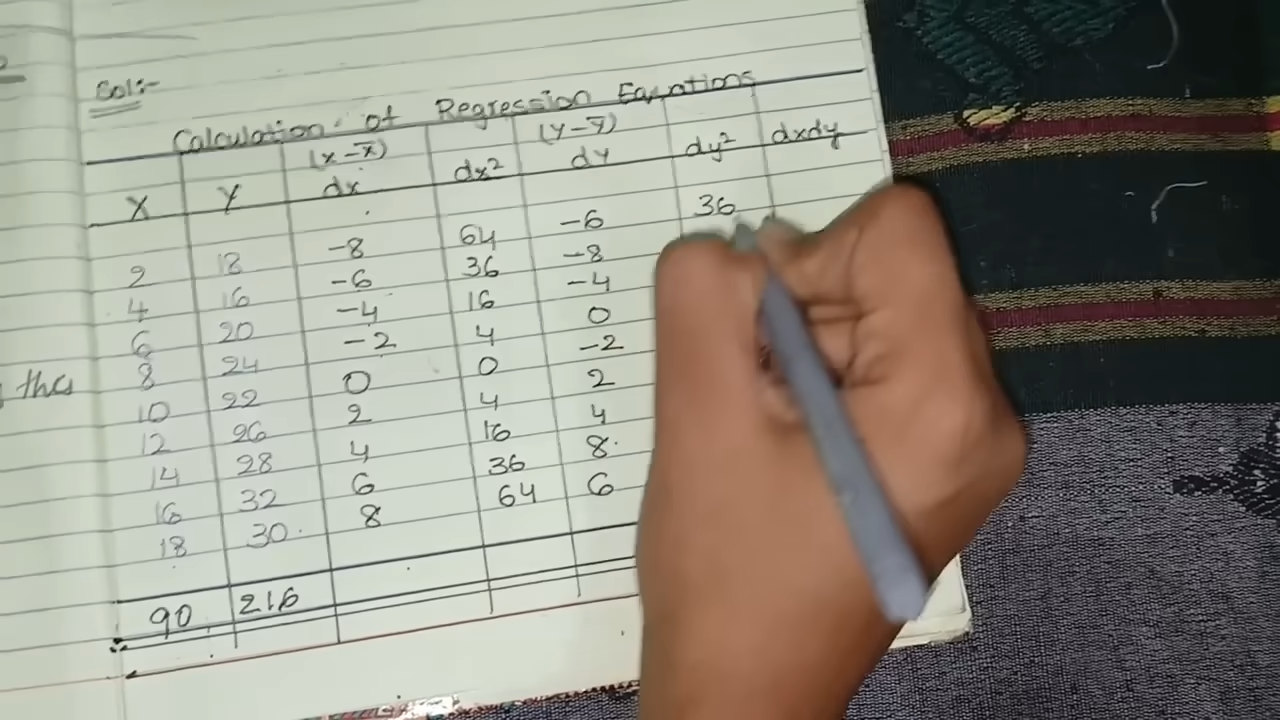 Sol:-
Calculation of Regression Equations
X Y (x-x̅) dx dx² (y-y̅) dy dy² dxdy
2 18 -8 64 -6 36
4 16 -6 36 -8
6 20 -4 16 -4
8 24 -2 4 0
10 22 0 0 -2
12 26 2 4 2
14 28 4 16 4
16 32 6 36 8
18 30 8 64 6
90 216